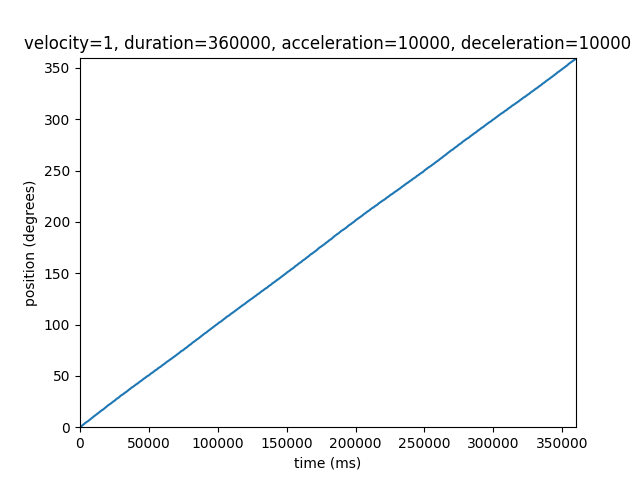 velocity=1, duration=360000, acceleration=10000, deceleration=10000
350
300
250
200
150
100
50
0
position (degrees)
0 50000 100000 150000 200000 250000 300000 350000
time (ms)